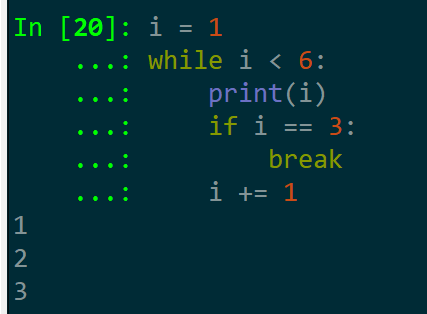 In [20]: i = 1
    ...: while i < 6:
    ...:     print(i)
    ...:     if i == 3:
    ...:         break
    ...:     i += 1
1
2
3